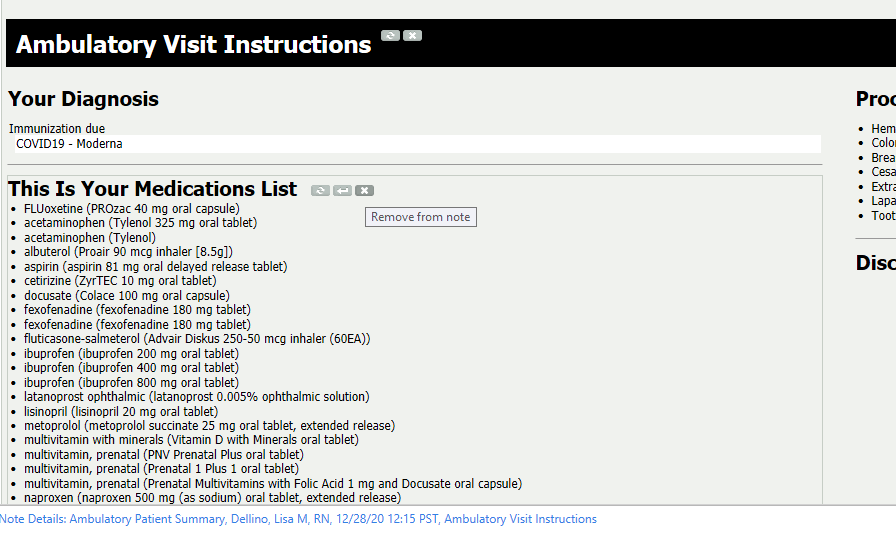 Ambulatory Visit Instructions
Your Diagnosis
Immunization due
COVID19 - Moderna
This Is Your Medications List
Remove from note
• FLUoxetine (PROzac 40 mg oral capsule)
• acetaminophen (Tylenol 325 mg oral tablet)
• acetaminophen (Tylenol)
• albuterol (Proair 90 mcg inhaler [8.5g])
• aspirin (aspirin 81 mg oral delayed release tablet)
• cetirizine (ZyrTEC 10 mg oral tablet)
• docusate (Colace 100 mg oral capsule)
• fexofenadine (fexofenadine 180 mg tablet)
• fexofenadine (fexofenadine 180 mg tablet)
• fluticasone-salmeterol (Advair Diskus 250-50 mcg inhaler (60EA))
• ibuprofen (ibuprofen 200 mg oral tablet)
• ibuprofen (ibuprofen 400 mg oral tablet)
• ibuprofen (ibuprofen 800 mg oral tablet)
• latanoprost ophthalmic (latanoprost 0.005% ophthalmic solution)
• lisinopril (lisinopril 20 mg oral tablet)
• metoprolol (metoprolol succinate 25 mg oral tablet, extended release)
• multivitamin with minerals (Vitamin D with Minerals oral tablet)
• multivitamin, prenatal (PNV Prenatal Plus oral tablet)
• multivitamin, prenatal (Prenatal 1 Plus 1 oral tablet)
• multivitamin, prenatal (Prenatal Multivitamins with Folic Acid 1 mg and Docusate oral capsule)
• naproxen (naproxen 500 mg (as sodium) oral tablet, extended release)
Proc
• Hem
• Colo
• Brea
• Cesa
• Extra
• Lapa
• Toot
Disc
Note Details: Ambulatory Patient Summary, Dellino, Lisa M, RN, 12/28/20 12:15 PST, Ambulatory Visit Instructions